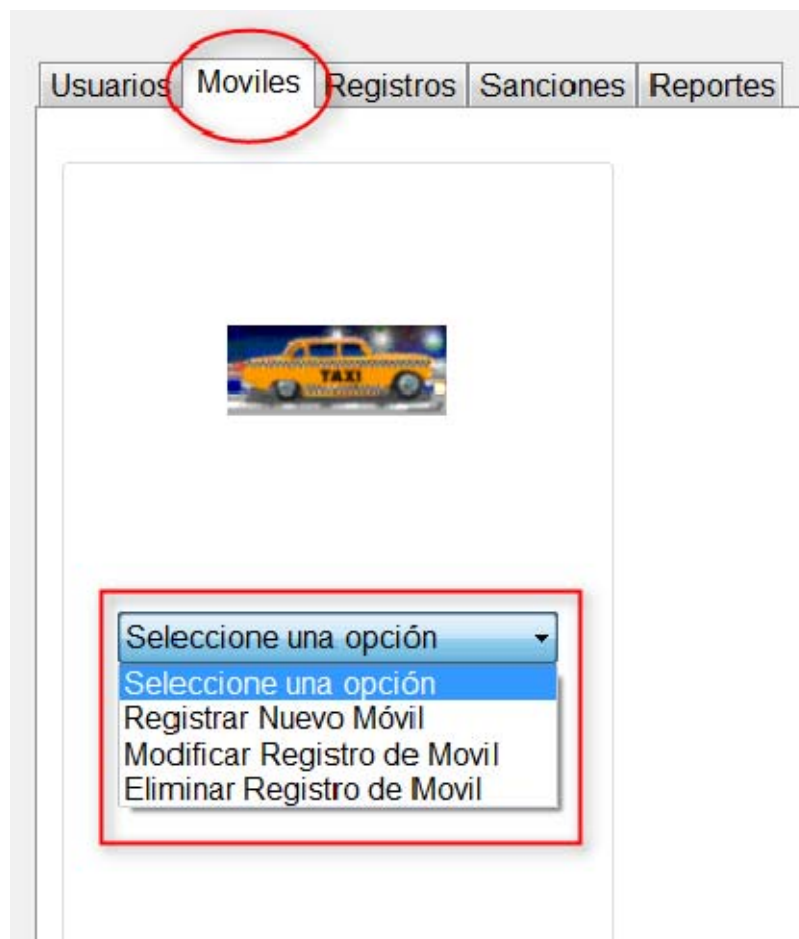 Usuarios Moviles Registros Sanciones Reportes
TAXI
Seleccione una opción
Seleccione una opción
Registrar Nuevo Móvil
Modificar Registro de Movil
Eliminar Registro de Movil